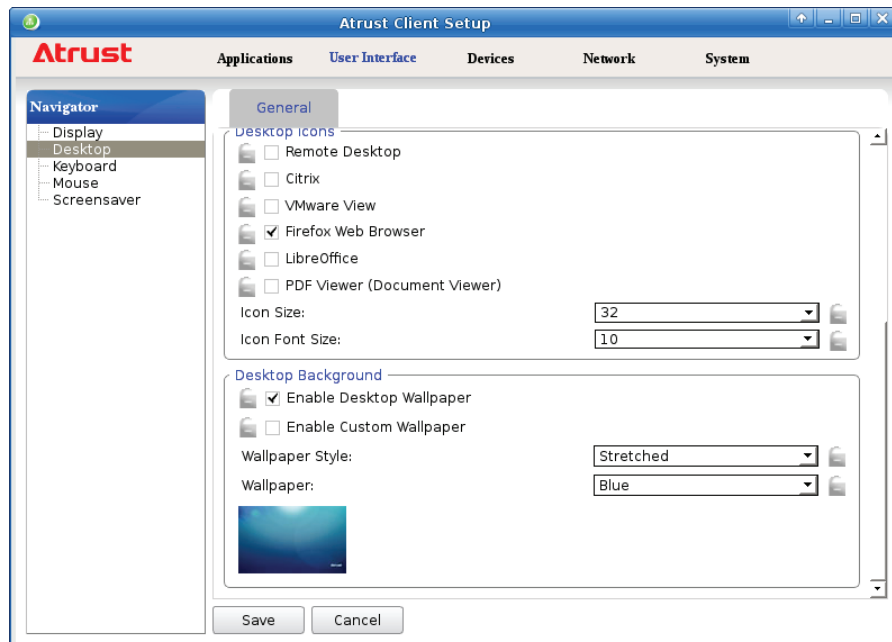 Atrust Client Setup
Atrust
Applications User Interface Devices Network System
Navigator
Display
Desktop
Keyboard
Mouse
Screensaver
General
Desktop Icons
Remote Desktop
Citrix
VMware View
Firefox Web Browser
LibreOffice
PDF Viewer (Document Viewer)
Icon Size: 32
Icon Font Size: 10
Desktop Background
Enable Desktop Wallpaper
Enable Custom Wallpaper
Wallpaper Style: Stretched
Wallpaper: Blue
Save Cancel